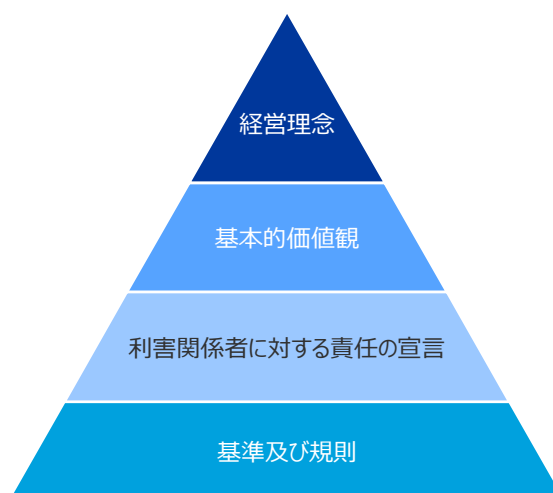 経営理念
基本的価値観
利害関係者に対する責任の宣言
基準及び規則